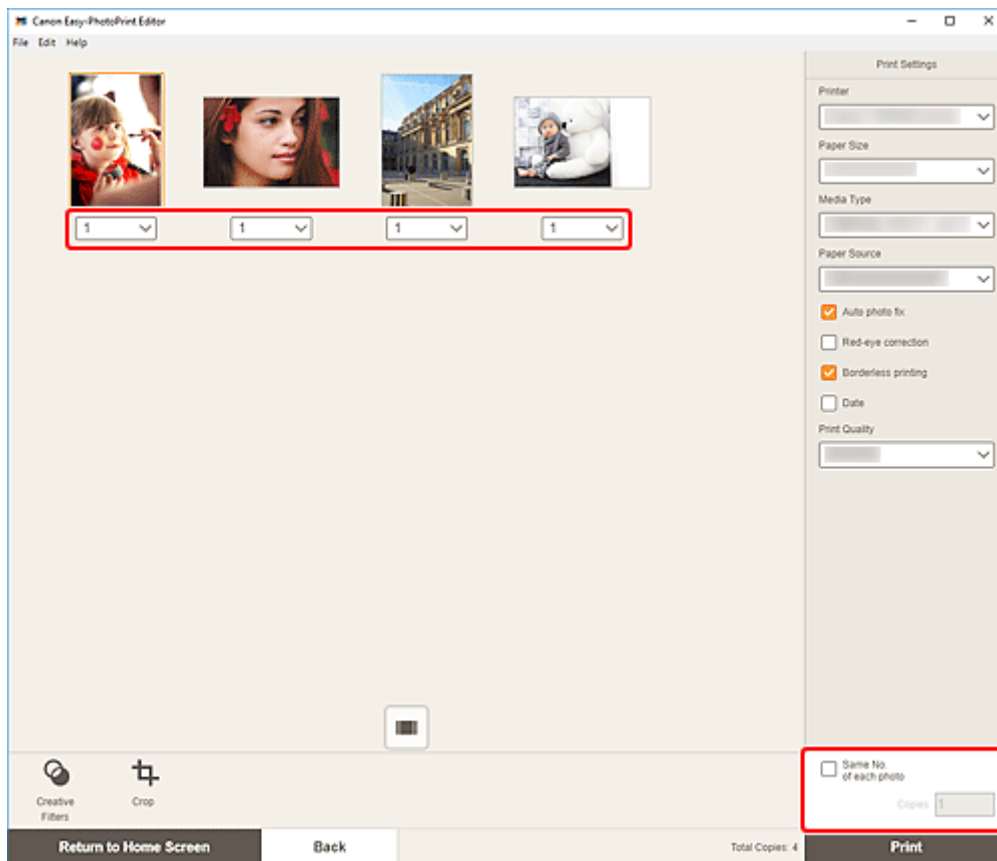 Canon Easy-PhotoPrint Editor
File Edit Help
Print Settings
Printer
Paper Size
Media Type
Paper Source
Auto photo fix
Red-eye correction
Borderless printing
Date
Print Quality
1 1 1 1
Creative
Filters
Crop
Same No.
of each photo
Copies 1
Return to Home Screen
Back
Total Copies: 4
Print